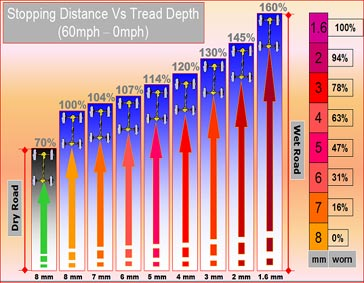 Stopping Distance Vs Tread Depth
(60mph – 0mph)
70%
100%
104%
107%
114%
120%
130%
145%
160%
Dry Road
Wet Road
8 mm
8 mm
7 mm
6 mm
5 mm
4 mm
3 mm
2 mm
1.6 mm
1.6 100%
2 94%
3 78%
4 63%
5 47%
6 31%
7 16%
8 0%
mm worn